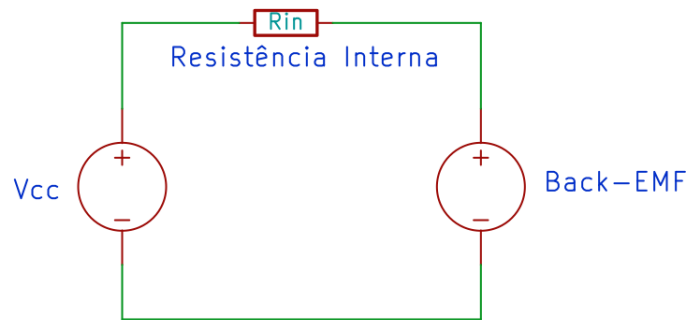 Rin
Resistência Interna
+
+
Vcc
Back-EMF
−
−